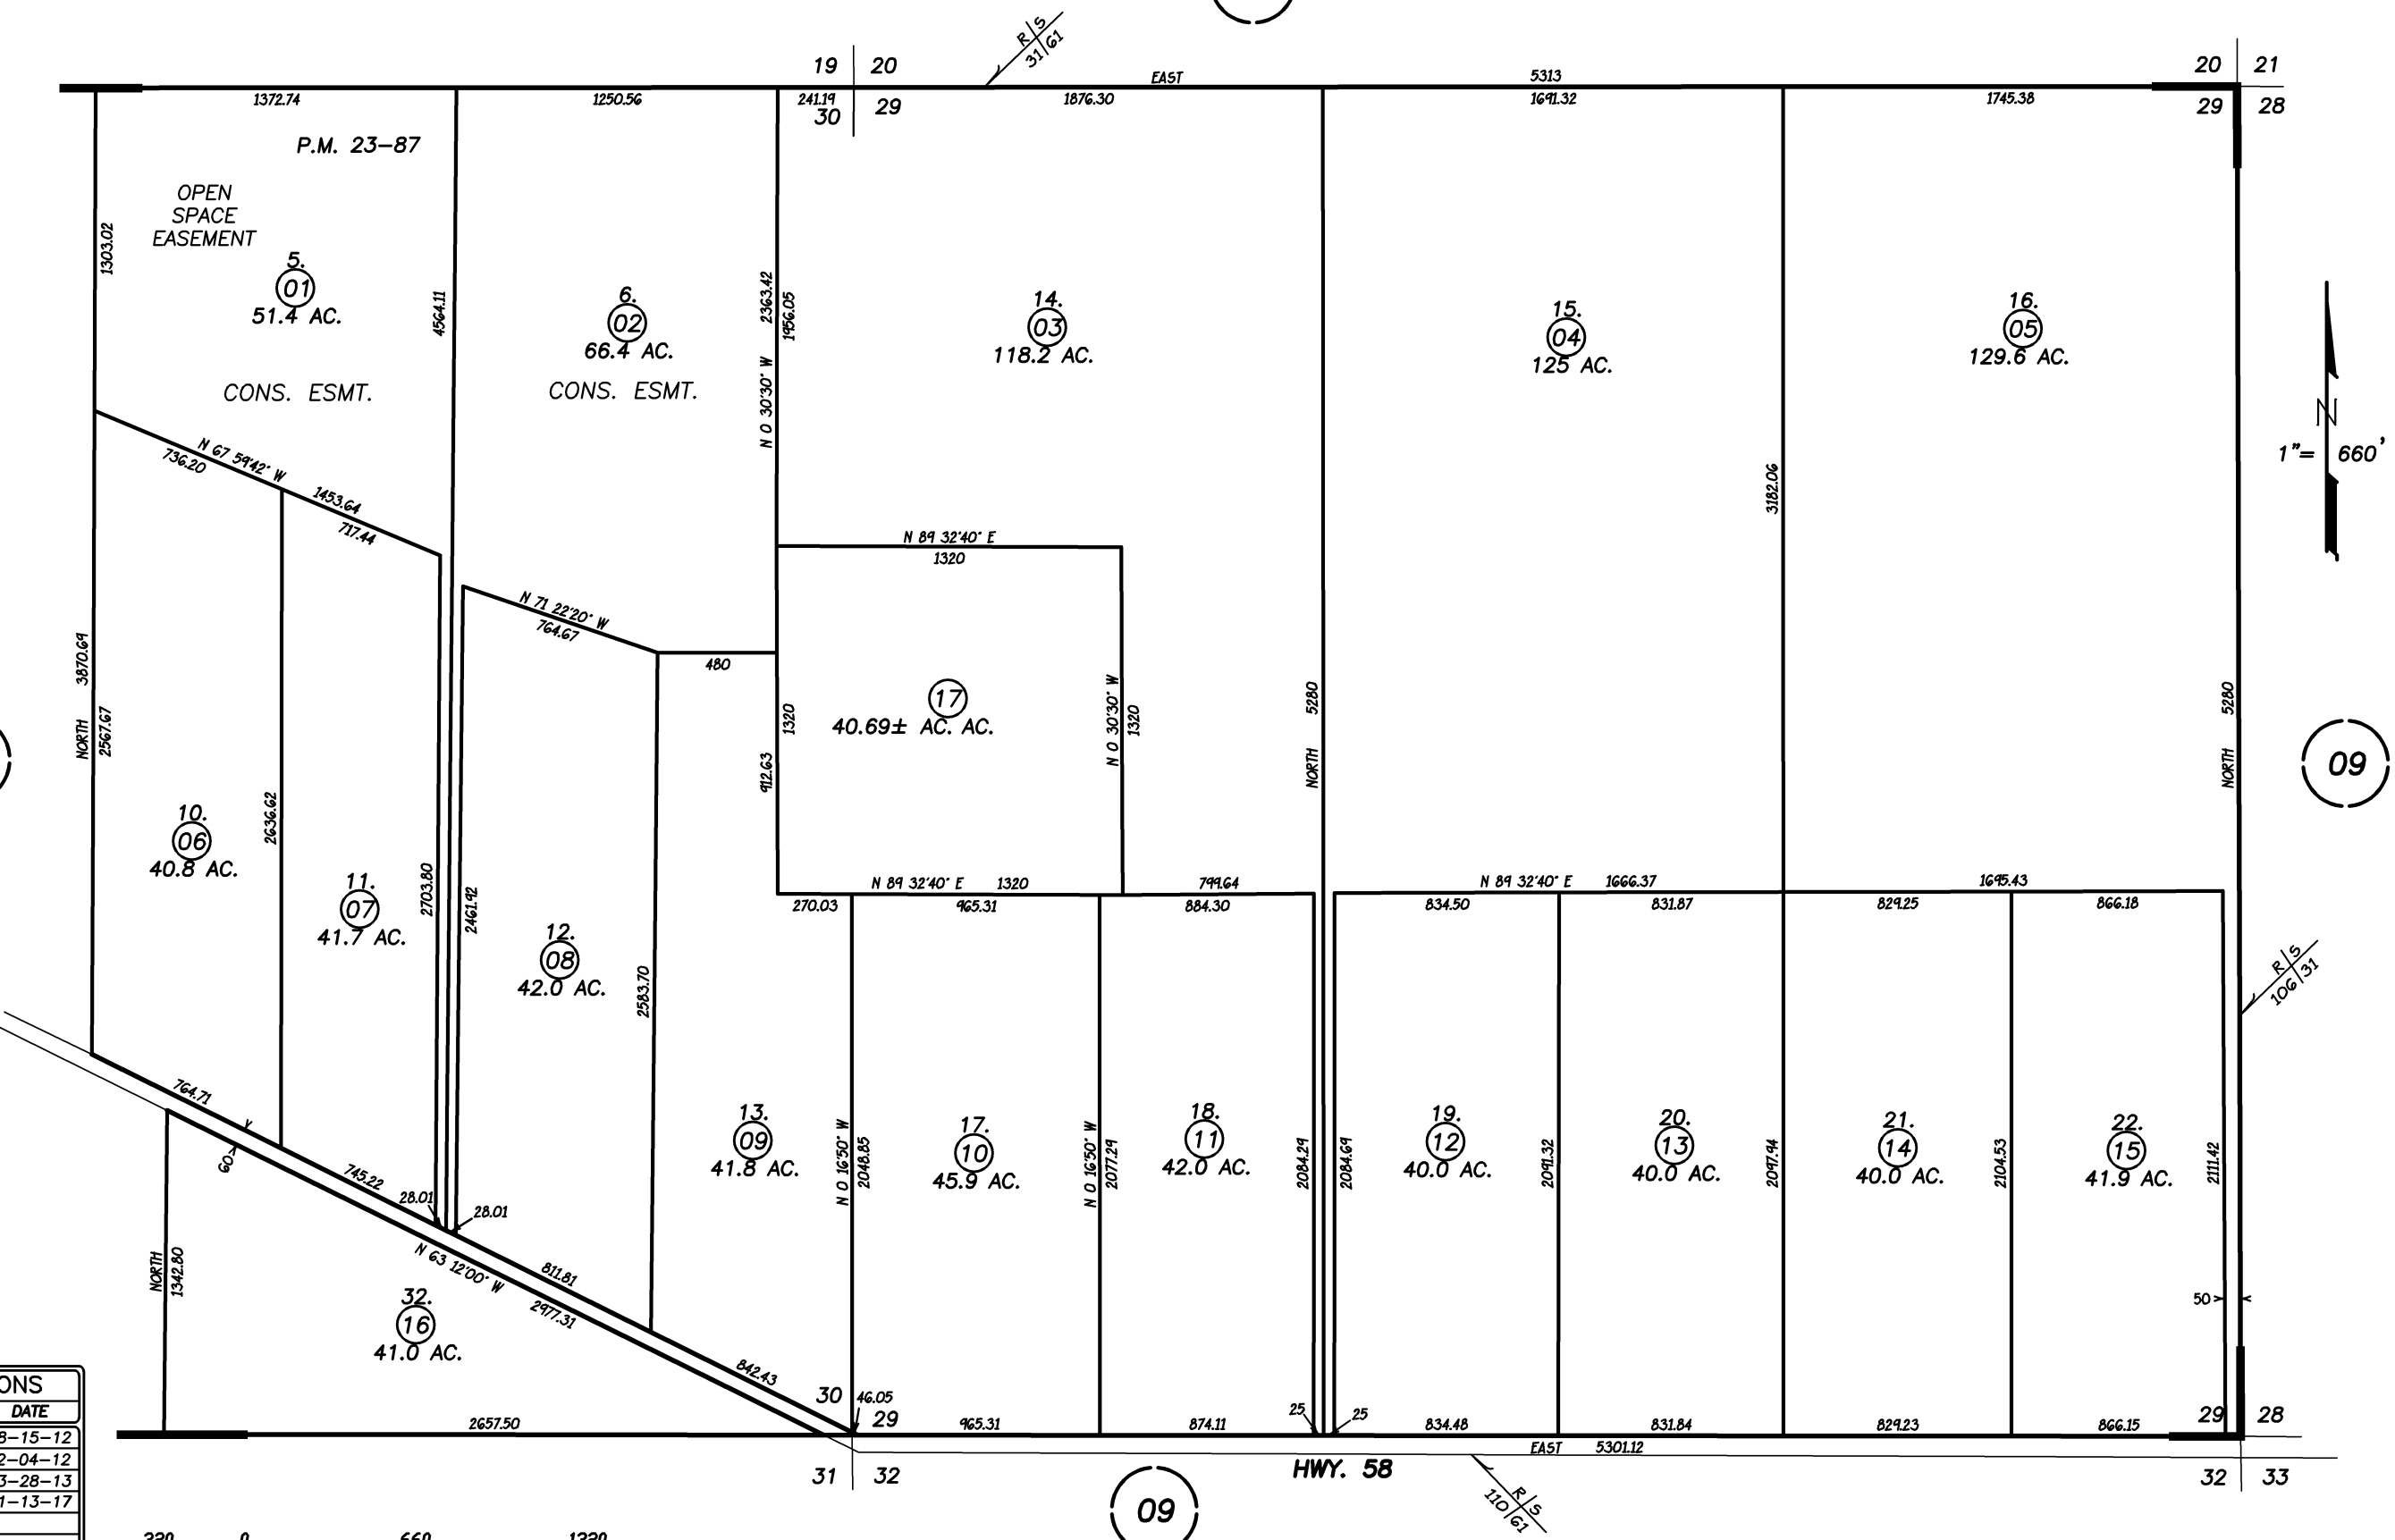 R/S
31/61
19 20
EAST
5313
20 21
1372.74
1250.56
241.19
30
29
1876.30
1691.32
1745.38
29 28
P.M. 23-87
OPEN
SPACE
EASEMENT
1303.02
5.
01
51.4 AC.
CONS. ESMT.
4564.11
6.
02
66.4 AC.
CONS. ESMT.
N 0 30'30" W 2363.42
1956.05
14.
03
118.2 AC.
15.
04
125 AC.
16.
05
129.6 AC.
N
1"= 660'
3182.06
N 67 59'42" W
736.20
1453.64
717.44
N 89 32'40" E
1320
N 71 22'20" W
764.67
480
NORTH 3870.69
2567.67
1320
912.63
17
40.69± AC. AC.
N 0 30'30" W
1320
NORTH 5280
NORTH 5280
09
10.
06
40.8 AC.
2636.62
11.
07
41.7 AC.
2703.80
2461.92
12.
08
42.0 AC.
2583.70
N 89 32'40" E 1320
799.64
N 89 32'40" E 1666.37
1695.43
270.03
965.31
884.30
834.50
831.87
829.25
866.18
R/S
106/31
13.
09
41.8 AC.
N 0 16'50" W
2048.85
17.
10
45.9 AC.
N 0 16'50" W
2077.29
18.
11
42.0 AC.
2084.29
2084.69
19.
12
40.0 AC.
2091.32
20.
13
40.0 AC.
2097.94
21.
14
40.0 AC.
2104.53
22.
15
41.9 AC.
2111.42
764.71
60
745.22
28.01
28.01
N 63 12'00" W
811.81
2977.31
842.43
NORTH
1342.80
32.
16
41.0 AC.
50
30
46.05
29
2657.50
965.31
874.11
25
25
834.48
831.84
829.23
866.15
29 28
EAST 5301.12
31 32
HWY. 58
32 33
09
R/S
110/61
ONS
DATE
8-15-12
2-04-12
3-28-13
1-13-17
330 0 660 1320